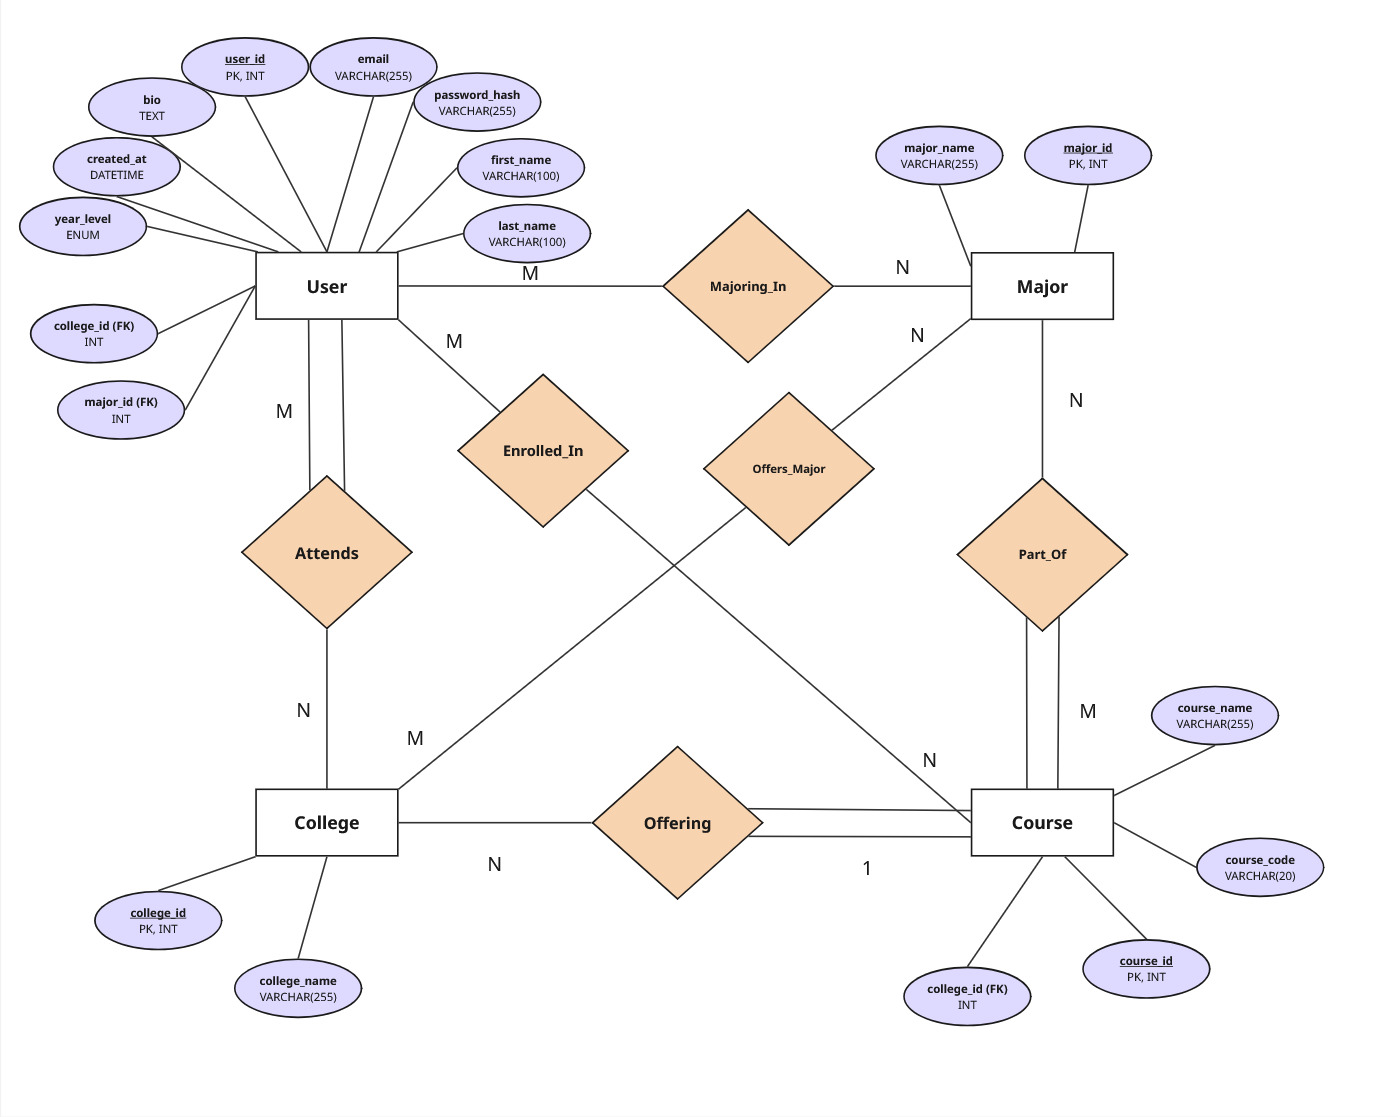 user_id
PK, INT
email
VARCHAR(255)
bio
TEXT
password_hash
VARCHAR(255)
created_at
DATETIME
first_name
VARCHAR(100)
major_name
VARCHAR(255)
major_id
PK, INT
year_level
ENUM
last_name
VARCHAR(100)
User
M
Majoring_In
N
Major
college_id (FK)
INT
M
N
major_id (FK)
INT
M
N
Enrolled_In
Offers_Major
Attends
Part_Of
N
M
M
N
course_name
VARCHAR(255)
College
Offering
Course
N
1
course_code
VARCHAR(20)
college_id
PK, INT
college_name
VARCHAR(255)
college_id (FK)
INT
course_id
PK, INT